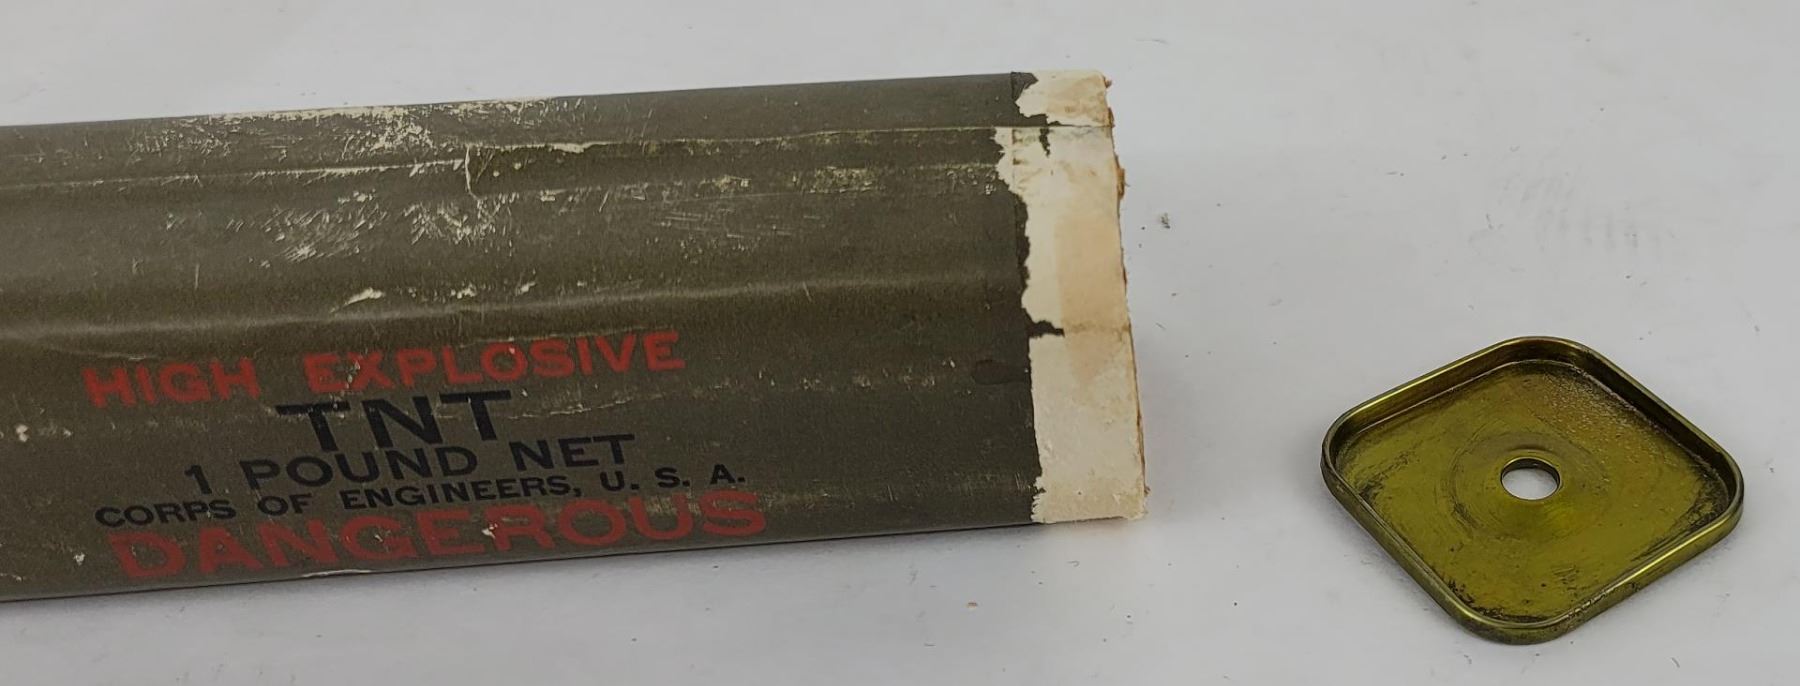 HIGH EXPLOSIVE
TNT
1 POUND NET
CORPS OF ENGINEERS, U. S. A.
DANGEROUS